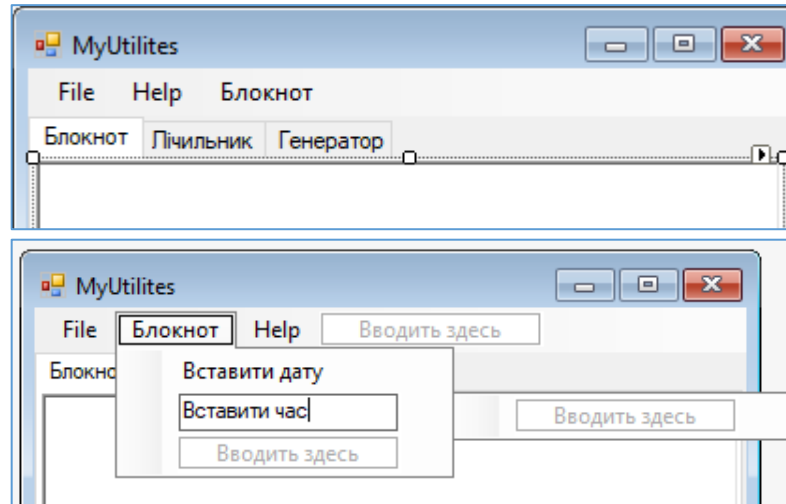 MyUtilites
File Help Блокнот
Блокнот Лічильник Генератор
MyUtilites
File Блокнот Help Вводить здесь
Блокно
Вставити дату
Вставити час
Вводить здесь
Вводить здесь